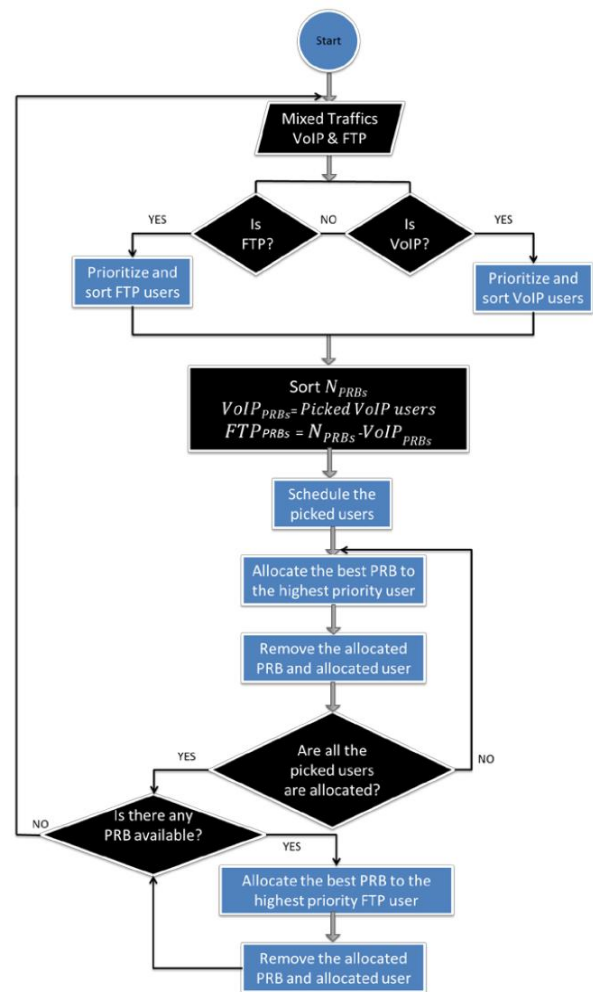 Start
Mixed Traffics
VoIP & FTP
YES
Is
FTP?
NO
Is
VoIP?
YES
Prioritize and
sort FTP users
Prioritize and
sort VoIP users
Sort N_PRBs
VoIP_PRBs= Picked VoIP users
FTP_PRBs = N_PRBs -VoIP_PRBs
Schedule the
picked users
Allocate the best PRB to
the highest priority user
Remove the allocated
PRB and allocated user
YES
Are all the
picked users
are allocated?
NO
NO
Is there any
PRB available?
YES
Allocate the best PRB to the
highest priority FTP user
Remove the allocated
PRB and allocated user